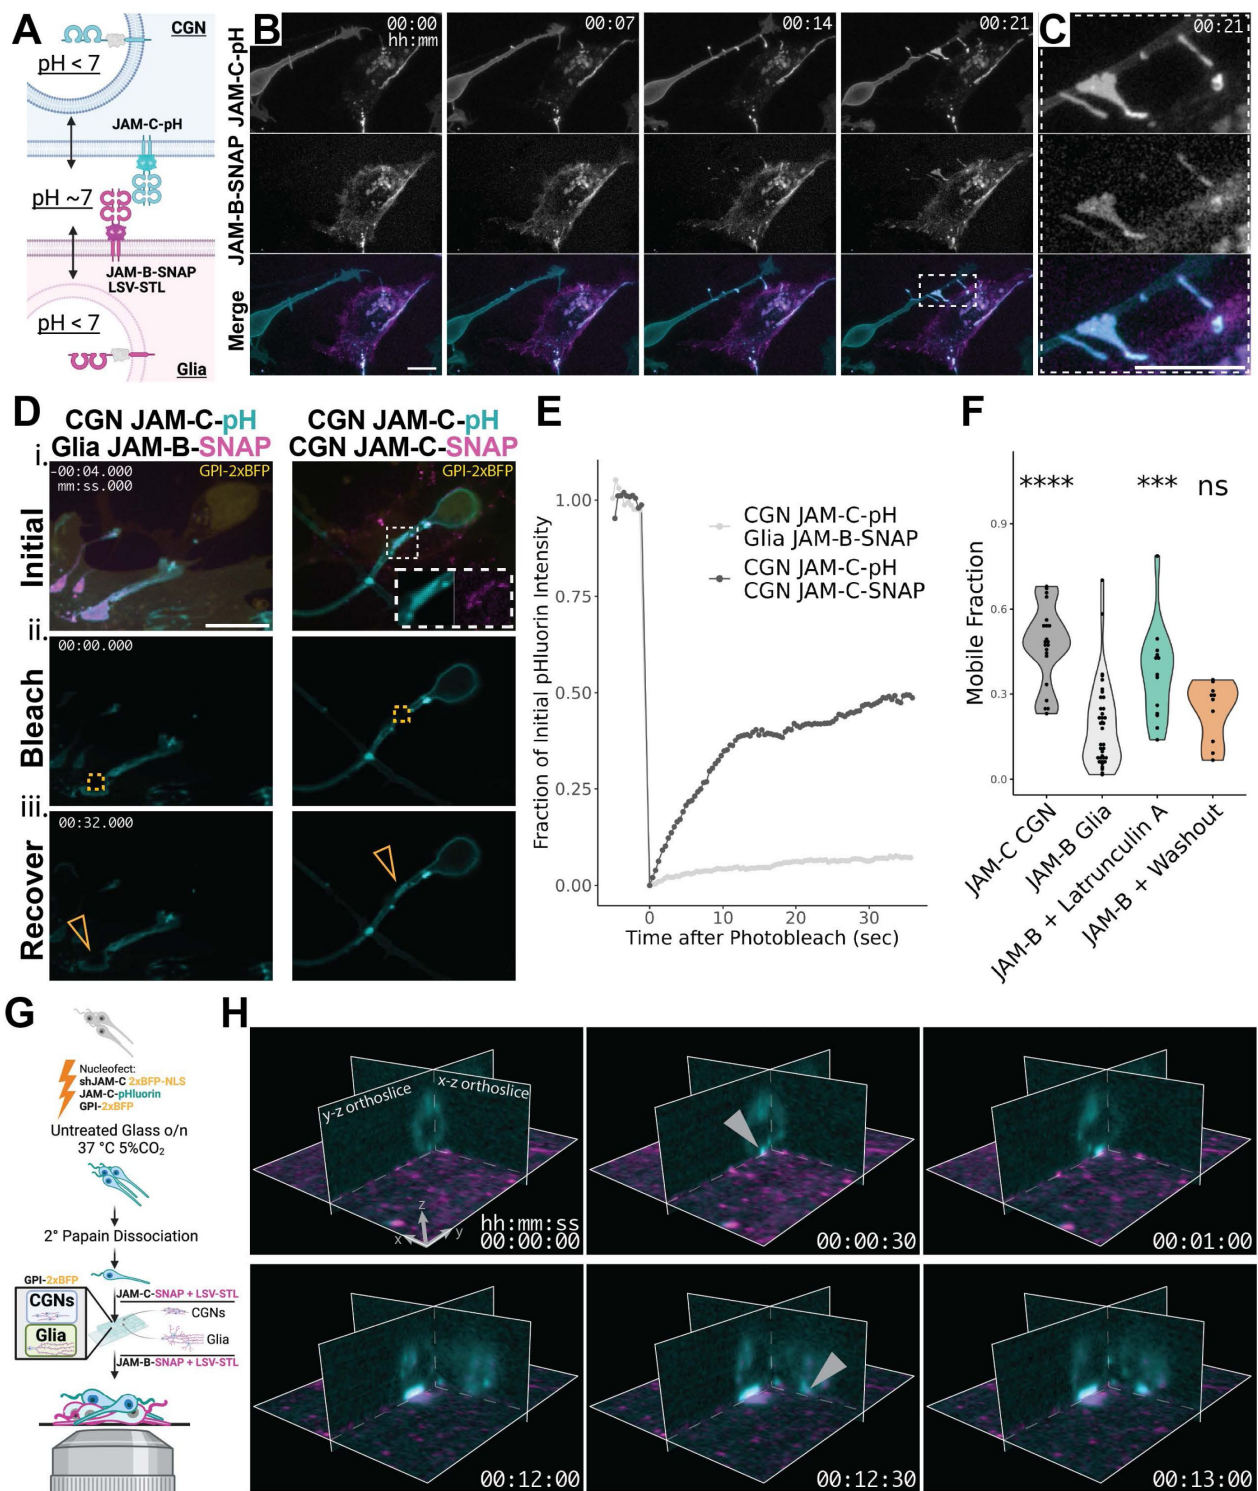 A
CGN
pH < 7
JAM-C-pH
pH ~7
JAM-B-SNAP
LSV-STL
pH < 7
Glia
B
JAM-C-pH
JAM-B-SNAP
Merge
00:00
hh:mm
00:07
00:14
00:21
C
00:21
D
CGN JAM-C-pH
Glia JAM-B-SNAP
CGN JAM-C-pH
CGN JAM-C-SNAP
i.
Initial
-00:04.000
mm:ss.000
GPI-2xBFP
GPI-2xBFP
ii.
Bleach
00:00.000
iii.
Recover
00:32.000
E
Fraction of Initial pHluorin Intensity
1.00
0.75
0.50
0.25
0.00
CGN JAM-C-pH
Glia JAM-B-SNAP
CGN JAM-C-pH
CGN JAM-C-SNAP
0
10
20
30
Time after Photobleach (sec)
F
Mobile Fraction
0.9
0.6
0.3
0.0
****
***
ns
JAM-C CGN
JAM-B Glia
JAM-B + Latrunculin A
JAM-B + Washout
G
Nucleofect:
shJAM-C 2xBFP-NLS
JAM-C-pHluorin
GPI-2xBFP
Untreated Glass o/n
37 °C 5%CO₂
2° Papain Dissociation
GPI-2xBFP
CGNs
Glia
JAM-C-SNAP + LSV-STL
CGNs
Glia
JAM-B-SNAP + LSV-STL
H
y-z orthoslice
x-z orthoslice
z
x
y
hh:mm:ss
00:00:00
00:00:30
00:01:00
00:12:00
00:12:30
00:13:00